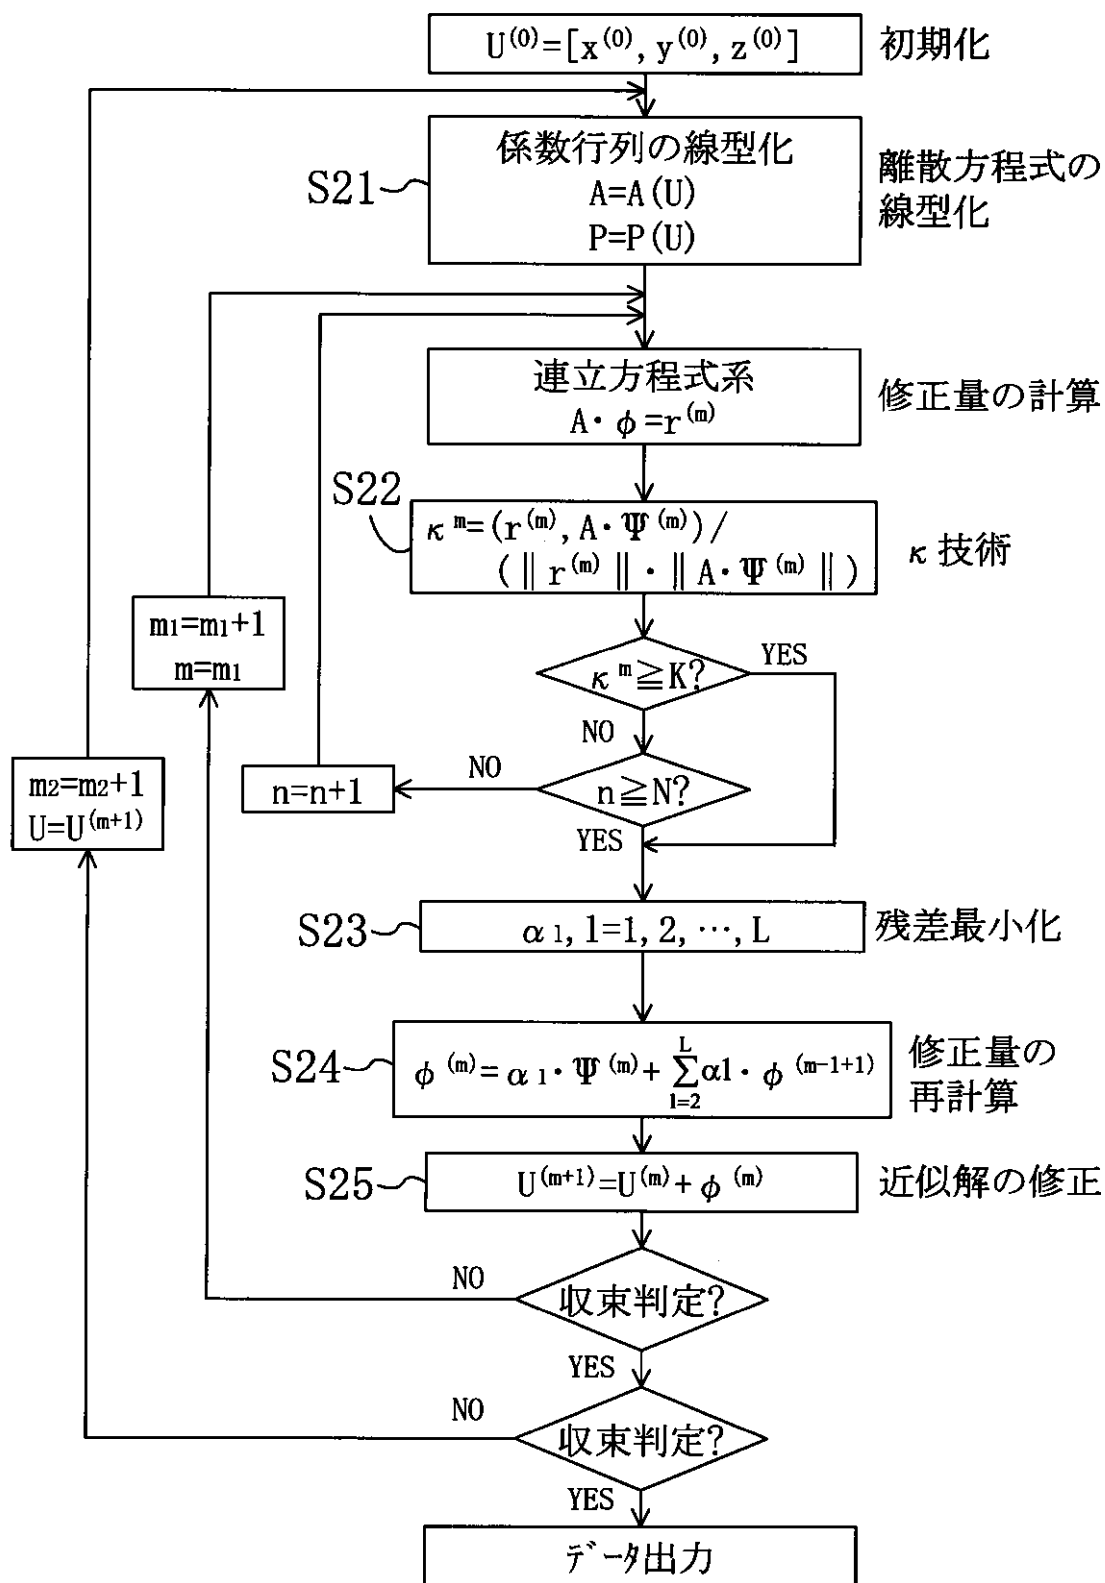 U⁽⁰⁾=[x⁽⁰⁾, y⁽⁰⁾, z⁽⁰⁾]
初期化
S21
係数行列の線型化
A=A(U)
P=P(U)
離散方程式の
線型化
連立方程式系
A・φ=r⁽ᵐ⁾
修正量の計算
S22
κᵐ=(r⁽ᵐ⁾, A・Ψ⁽ᵐ⁾)/
(‖r⁽ᵐ⁾‖・‖A・Ψ⁽ᵐ⁾‖)
κ技術
m₁=m₁+1
m=m₁
κᵐ≧K?
YES
NO
m₂=m₂+1
U=U⁽ᵐ⁺¹⁾
n=n+1
NO
n≧N?
YES
S23
α₁, l=1, 2, …, L
残差最小化
S24
φ⁽ᵐ⁾=α₁・Ψ⁽ᵐ⁾+ L∑l=2 αl・φ⁽ᵐ⁻ˡ⁺¹⁾
修正量の
再計算
S25
U⁽ᵐ⁺¹⁾=U⁽ᵐ⁾+φ⁽ᵐ⁾
近似解の修正
NO
収束判定?
YES
NO
収束判定?
YES
データ出力